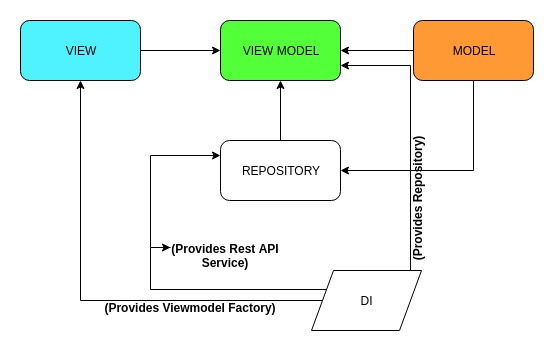 VIEW
VIEW MODEL
MODEL
REPOSITORY
(Provides Repository)
(Provides Rest API
Service)
(Provides Viewmodel Factory)
DI